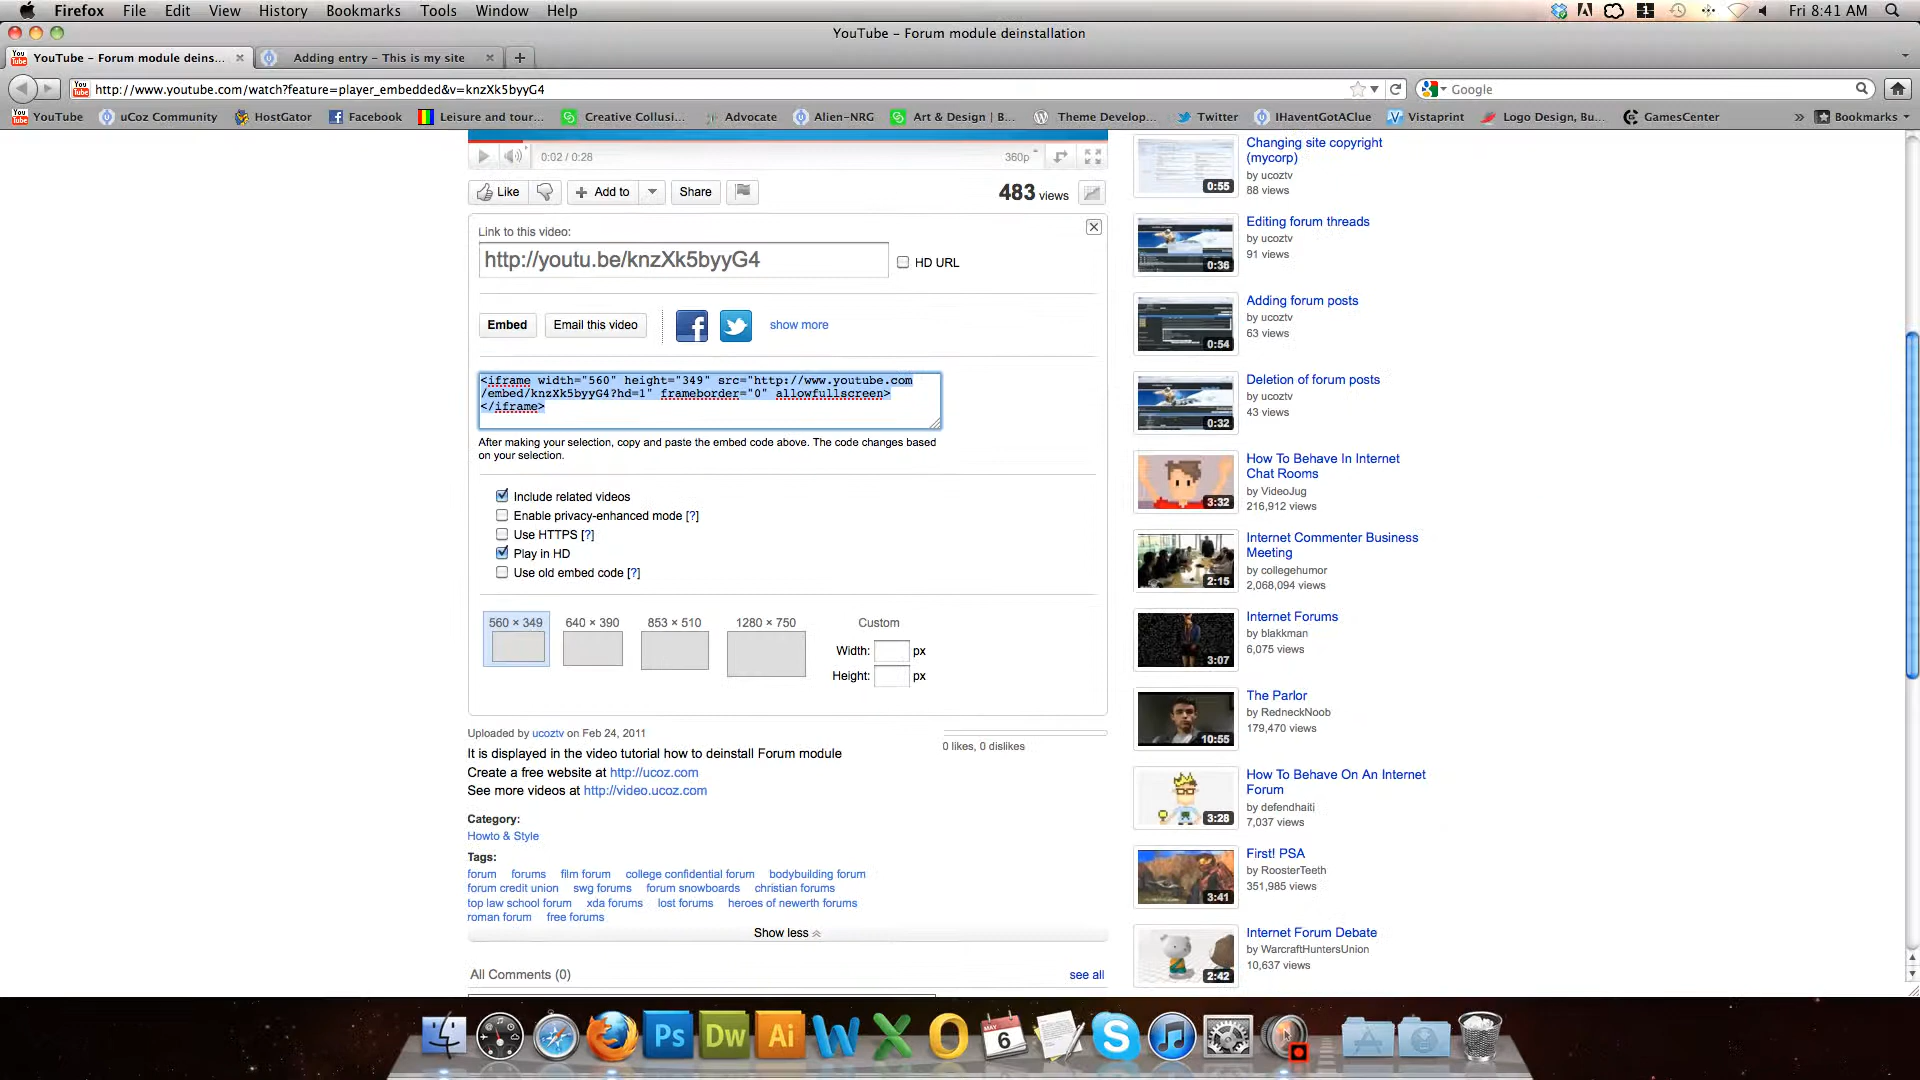 Firefox File Edit View History Bookmarks Tools Window Help
1
Fri 8:41 AM
YouTube - Forum module deinstallation
YouTube - Forum module deins...
Adding entry - This is my site
http://www.youtube.com/watch?feature=player_embedded&v=knzXk5byyG4
Google
YouTube
uCoz Community
HostGator
Facebook
Leisure and tour...
Creative Collusi...
Advocate
Alien-NRG
Art & Design | B...
Theme Develop...
Twitter
IHaventGotAClue
Vistaprint
Logo Design, Bu...
GamesCenter
» Bookmarks
0:02 / 0:28
360p
Like
Add to
Share
483 views
Link to this video:
http://youtu.be/knzXk5byyG4
HD URL
Embed
Email this video
show more
<iframe width="560" height="349" src="http://www.youtube.com
/embed/knzXk5byyG4?hd=1" frameborder="0" allowfullscreen>
</iframe>
After making your selection, copy and paste the embed code above. The code changes based
on your selection.
Include related videos
Enable privacy-enhanced mode [?]
Use HTTPS [?]
Play in HD
Use old embed code [?]
560 × 349
640 × 390
853 × 510
1280 × 750
Custom
Width: px
Height: px
Uploaded by ucoztv on Feb 24, 2011
0 likes, 0 dislikes
It is displayed in the video tutorial how to deinstall Forum module
Create a free website at http://ucoz.com
See more videos at http://video.ucoz.com
Category:
Howto & Style
Tags:
forum forums film forum college confidential forum bodybuilding forum
forum credit union swg forums forum snowboards christian forums
top law school forum xda forums lost forums heroes of newerth forums
roman forum free forums
Show less
All Comments (0)
see all
Changing site copyright
(mycorp)
by ucoztv
88 views
0:55
Editing forum threads
by ucoztv
91 views
0:36
Adding forum posts
by ucoztv
63 views
0:54
Deletion of forum posts
by ucoztv
43 views
0:32
How To Behave In Internet
Chat Rooms
by VideoJug
216,912 views
3:32
Internet Commenter Business
Meeting
by collegehumor
2,068,094 views
2:15
Internet Forums
by blakkman
6,075 views
3:07
The Parlor
by RedneckNoob
179,470 views
10:55
How To Behave On An Internet
Forum
by defendhaiti
7,037 views
3:28
First! PSA
by RoosterTeeth
351,985 views
3:41
Internet Forum Debate
by WarcraftHuntersUnion
10,637 views
2:42
Ps
Dw
Ai
MAY
6